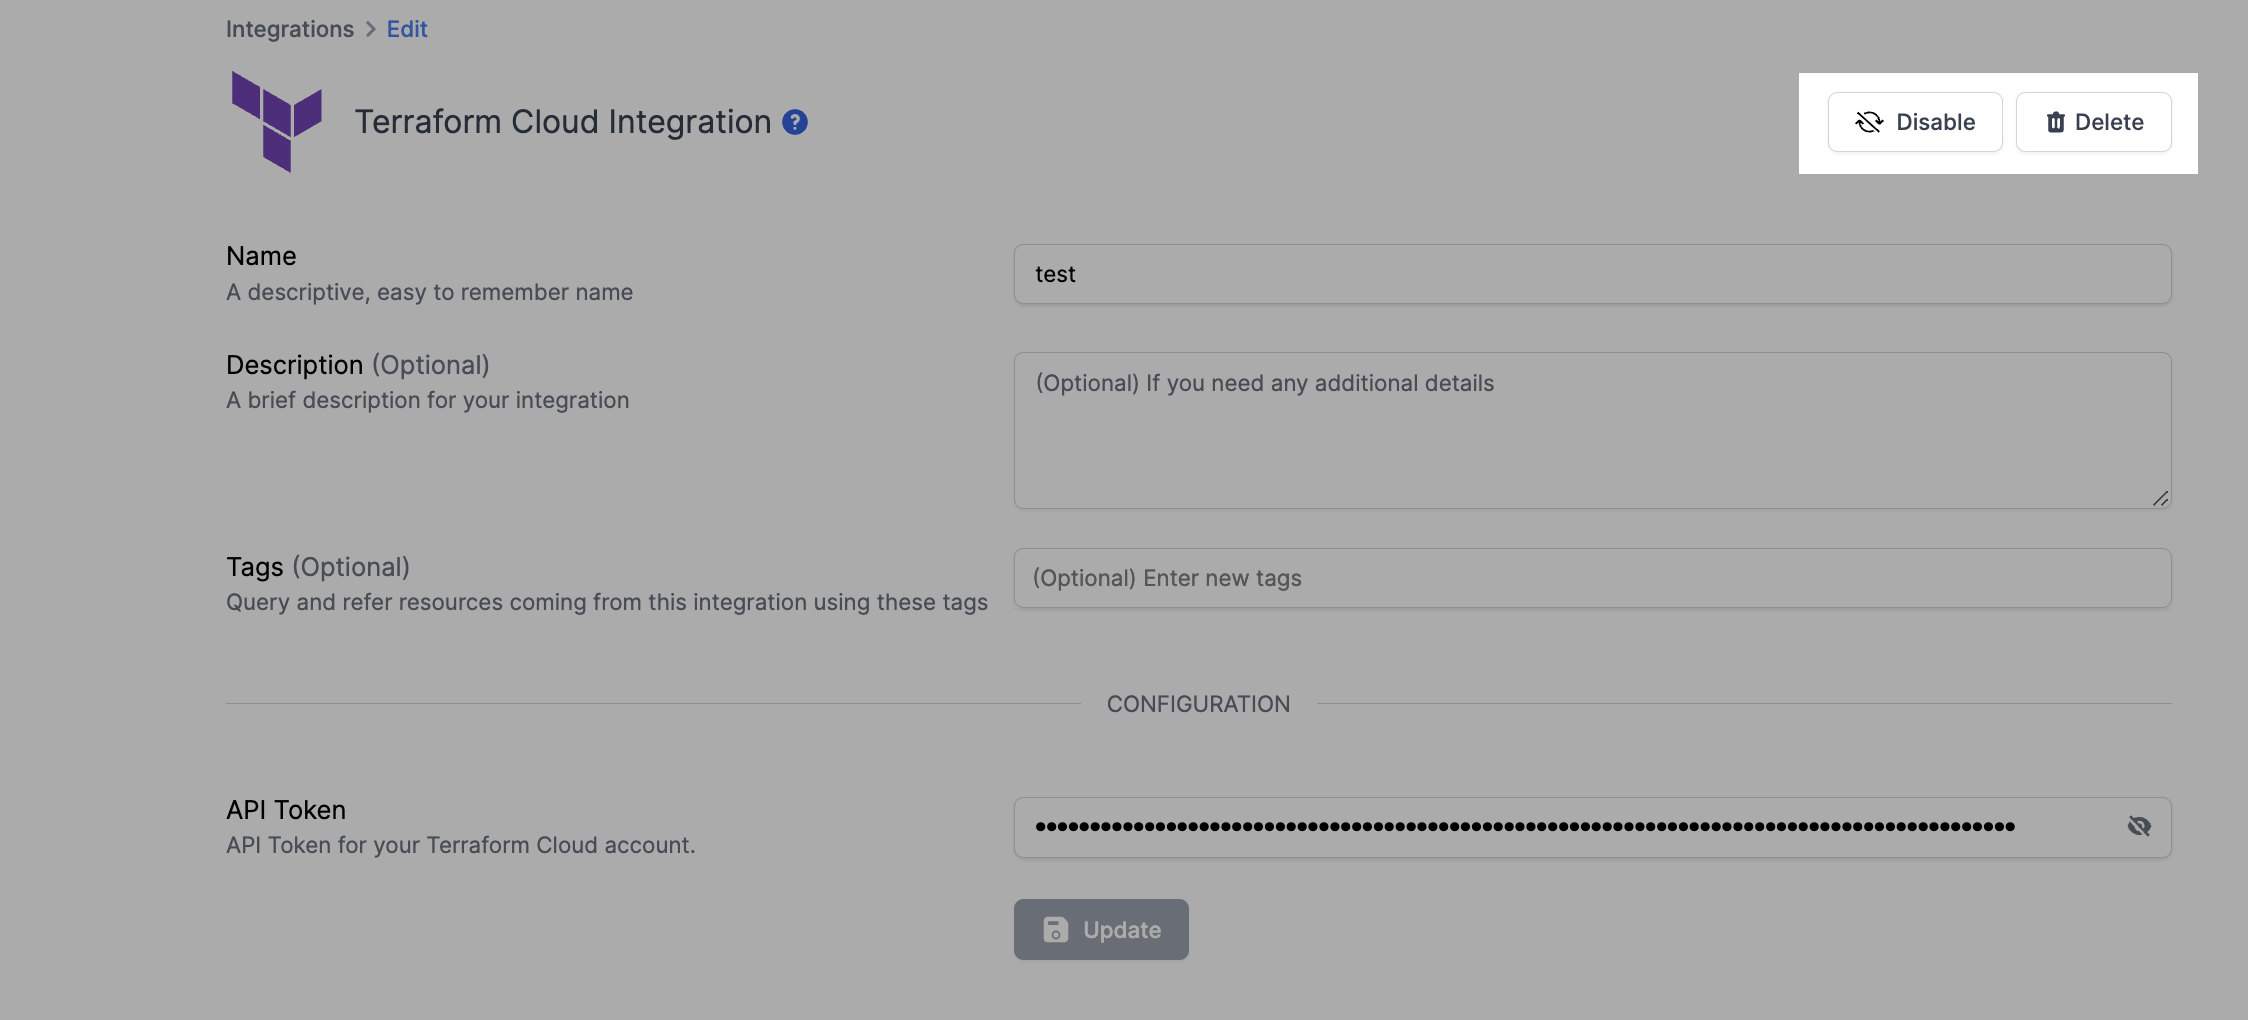 Integrations > Edit
Terraform Cloud Integration ?
Disable
Delete
Name
A descriptive, easy to remember name
test
Description (Optional)
A brief description for your integration
(Optional) If you need any additional details
Tags (Optional)
Query and refer resources coming from this integration using these tags
(Optional) Enter new tags
CONFIGURATION
API Token
API Token for your Terraform Cloud account.
Update